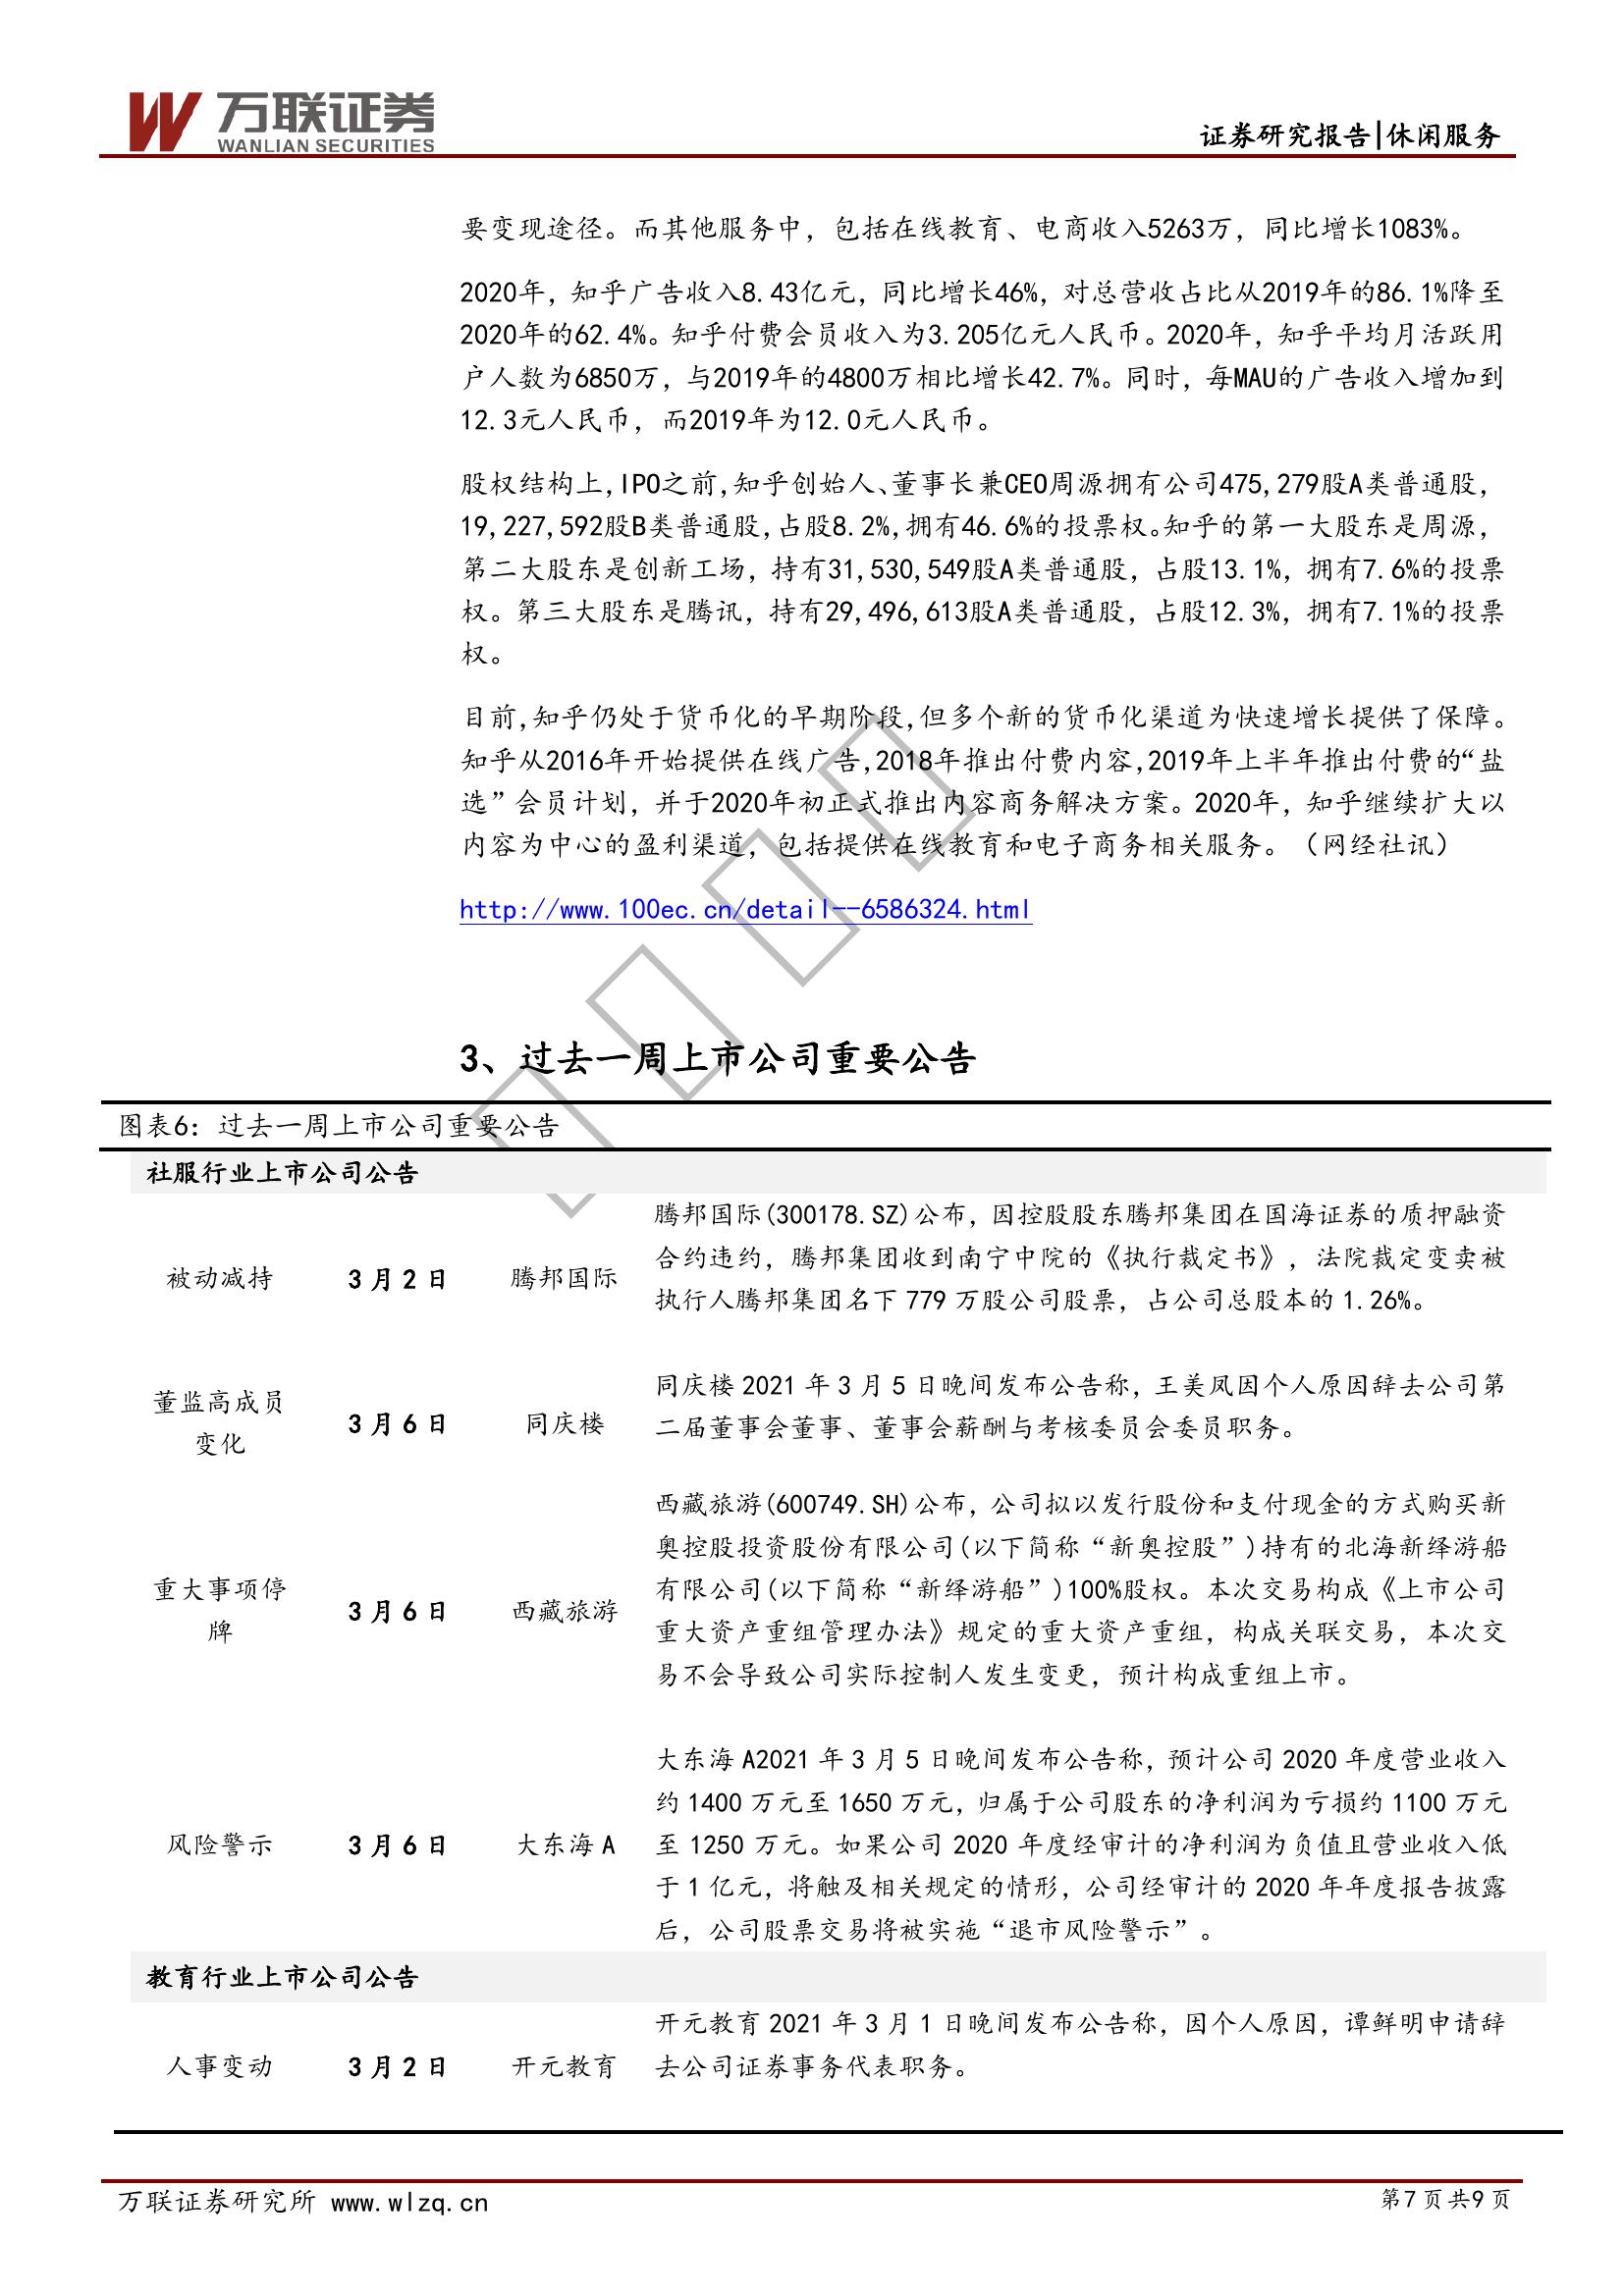 万联证券
WANLIAN SECURITIES
证券研究报告|休闲服务
要变现途径。而其他服务中，包括在线教育、电商收入5263万，同比增长1083%。
2020年，知乎广告收入8.43亿元，同比增长46%，对总营收占比从2019年的86.1%降至
2020年的62.4%。知乎付费会员收入为3.205亿元人民币。2020年，知乎平均月活跃用
户人数为6850万，与2019年的4800万相比增长42.7%。同时，每MAU的广告收入增加到
12.3元人民币，而2019年为12.0元人民币。
股权结构上,IPO之前,知乎创始人、董事长兼CEO周源拥有公司475,279股A类普通股，
19,227,592股B类普通股,占股8.2%,拥有46.6%的投票权。知乎的第一大股东是周源，
第二大股东是创新工场，持有31,530,549股A类普通股，占股13.1%，拥有7.6%的投票
权。第三大股东是腾讯，持有29,496,613股A类普通股，占股12.3%，拥有7.1%的投票
权。
目前,知乎仍处于货币化的早期阶段,但多个新的货币化渠道为快速增长提供了保障。
知乎从2016年开始提供在线广告,2018年推出付费内容,2019年上半年推出付费的“盐
选”会员计划，并于2020年初正式推出内容商务解决方案。2020年，知乎继续扩大以
内容为中心的盈利渠道，包括提供在线教育和电子商务相关服务。（网经社讯）
http://www.100ec.cn/detail--6586324.html
3、过去一周上市公司重要公告
图表6：过去一周上市公司重要公告
社服行业上市公司公告
被动减持
3 月 2 日
腾邦国际
腾邦国际(300178.SZ)公布，因控股股东腾邦集团在国海证券的质押融资
合约违约，腾邦集团收到南宁中院的《执行裁定书》，法院裁定变卖被
执行人腾邦集团名下 779 万股公司股票，占公司总股本的 1.26%。
董监高成员
变化
3 月 6 日
同庆楼
同庆楼 2021 年 3 月 5 日晚间发布公告称，王美凤因个人原因辞去公司第
二届董事会董事、董事会薪酬与考核委员会委员职务。
重大事项停
牌
3 月 6 日
西藏旅游
西藏旅游(600749.SH)公布，公司拟以发行股份和支付现金的方式购买新
奥控股投资股份有限公司(以下简称“新奥控股”)持有的北海新绎游船
有限公司(以下简称“新绎游船”)100%股权。本次交易构成《上市公司
重大资产重组管理办法》规定的重大资产重组，构成关联交易，本次交
易不会导致公司实际控制人发生变更，预计构成重组上市。
风险警示
3 月 6 日
大东海 A
大东海 A2021 年 3 月 5 日晚间发布公告称，预计公司 2020 年度营业收入
约 1400 万元至 1650 万元，归属于公司股东的净利润为亏损约 1100 万元
至 1250 万元。如果公司 2020 年度经审计的净利润为负值且营业收入低
于 1 亿元，将触及相关规定的情形，公司经审计的 2020 年年度报告披露
后，公司股票交易将被实施“退市风险警示”。
教育行业上市公司公告
人事变动
3 月 2 日
开元教育
开元教育 2021 年 3 月 1 日晚间发布公告称，因个人原因，谭鲜明申请辞
去公司证券事务代表职务。
万联证券研究所 www.wlzq.cn
第 7 页 共 9 页